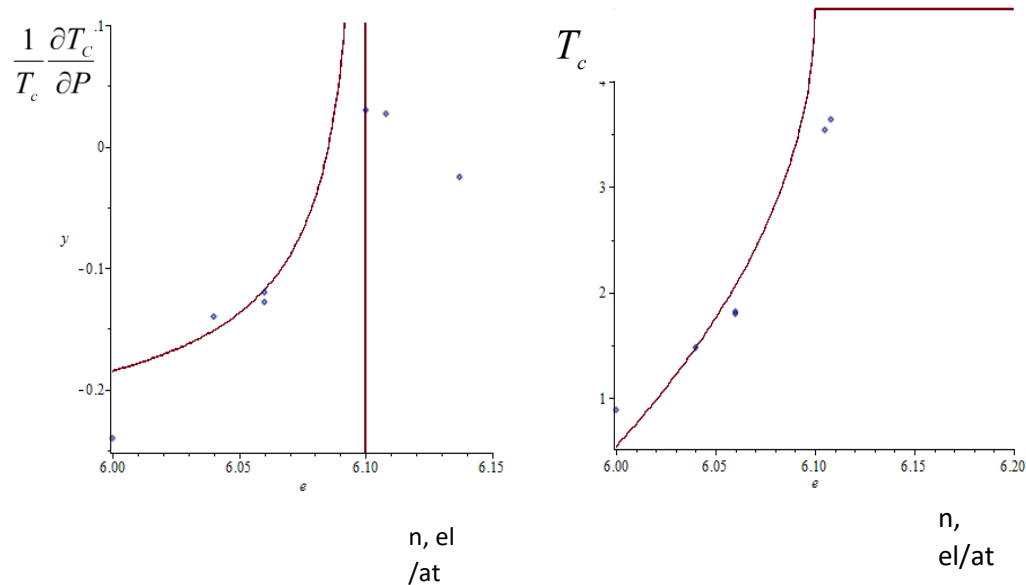 .1
1/T_c ∂T_C/∂P
0
y
-0.1
-0.2
6.00 6.05 6.10 6.15
e
n, el
/at
T_c
4
3
2
1
6.00 6.05 6.10 6.15 6.20
e
n,
el/at